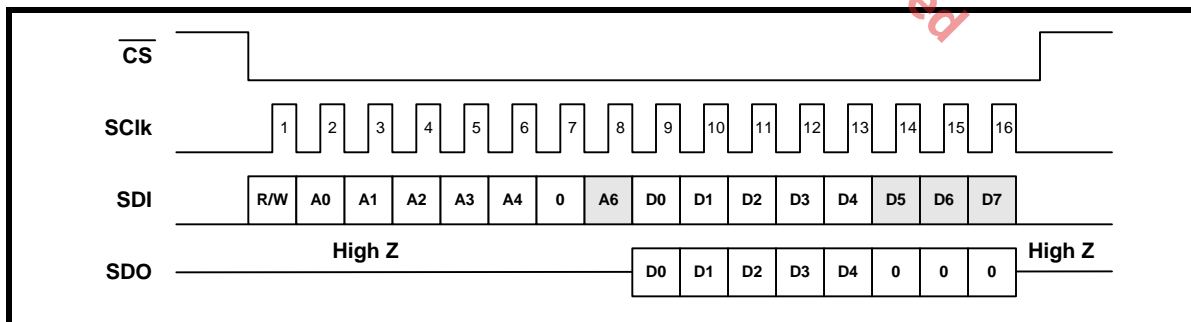 ed
CS
SClk 1 2 3 4 5 6 7 8 9 10 11 12 13 14 15 16
SDI R/W A0 A1 A2 A3 A4 0 A6 D0 D1 D2 D3 D4 D5 D6 D7
High Z High Z
SDO D0 D1 D2 D3 D4 0 0 0